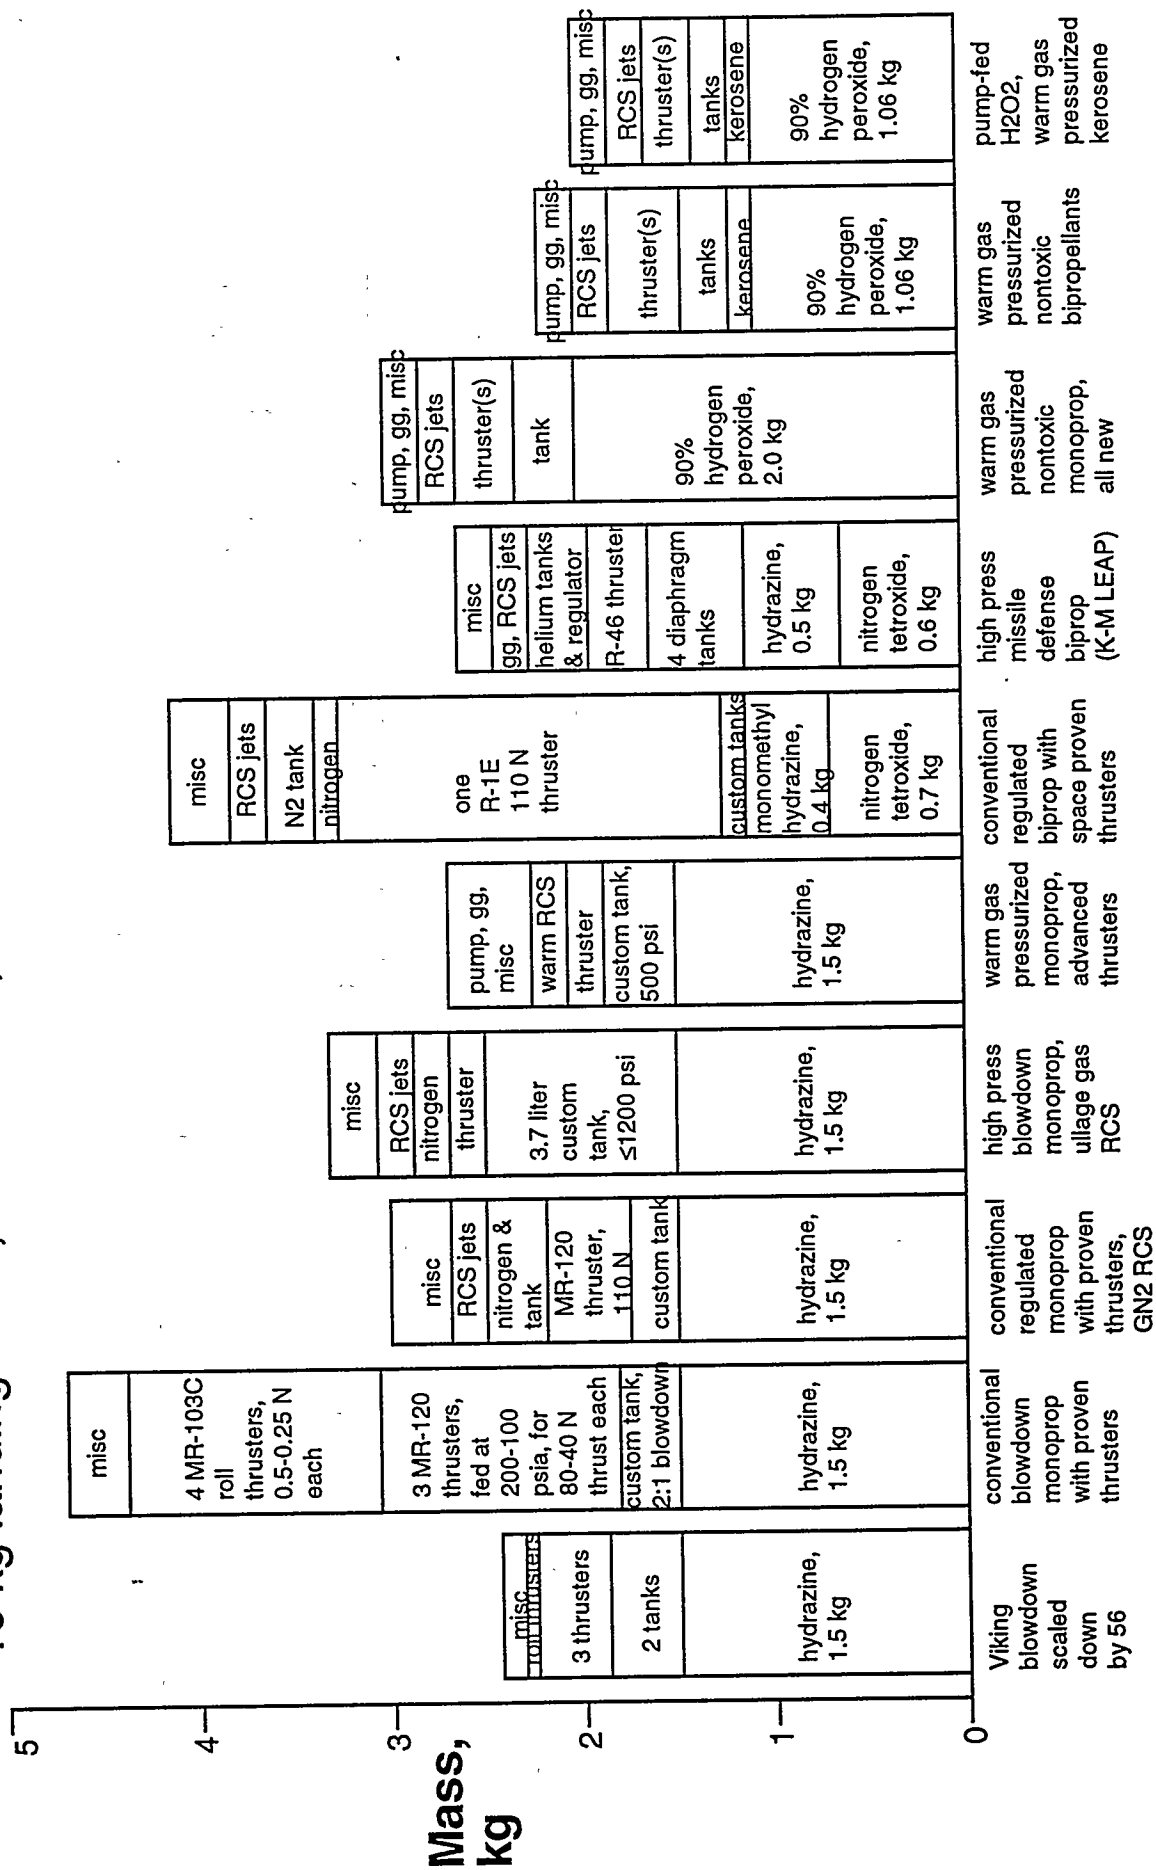 5
4
3
2
1
0
Mass,
kg
misc
roll thrusters
3 thrusters
2 tanks
hydrazine,
1.5 kg
Viking
blowdown
scaled
down
by 56
misc
4 MR-103C
roll
thrusters,
0.5-0.25 N
each
3 MR-120
thrusters,
fed at
200-100
psia, for
80-40 N
thrust each
custom tank,
2:1 blowdown
hydrazine,
1.5 kg
conventional
blowdown
monoprop
with proven
thrusters
misc
RCS jets
nitrogen &
tank
MR-120
thruster,
110 N
custom tank
hydrazine,
1.5 kg
conventional
regulated
monoprop
with proven
thrusters,
GN2 RCS
misc
RCS jets
nitrogen
thruster
3.7 liter
custom
tank,
≤1200 psi
hydrazine,
1.5 kg
high press
blowdown
monoprop,
ullage gas
RCS
pump, gg,
misc
warm RCS
thruster
custom tank,
500 psi
hydrazine,
1.5 kg
warm gas
pressurized
monoprop,
advanced
thrusters
misc
RCS jets
N2 tank
nitrogen
one
R-1E
110 N
thruster
custom tanks
monomethyl
hydrazine,
0.4 kg
nitrogen
tetroxide,
0.7 kg
conventional
regulated
biprop with
space proven
thrusters
misc
gg, RCS jets
helium tanks
& regulator
R-46 thruster
4 diaphragm
tanks
hydrazine,
0.5 kg
nitrogen
tetroxide,
0.6 kg
high press
missile
defense
biprop
(K-M LEAP)
pump, gg, misc
RCS jets
thruster(s)
tank
90%
hydrogen
peroxide,
2.0 kg
warm gas
pressurized
nontoxic
monoprop,
all new
pump, gg, misc
RCS jets
thruster(s)
tanks
kerosene
90%
hydrogen
peroxide,
1.06 kg
warm gas
pressurized
nontoxic
bipropellants
pump, gg, misc
RCS jets
thruster(s)
tanks
kerosene
90%
hydrogen
peroxide,
1.06 kg
pump-fed
H2O2,
warm gas
pressurized
kerosene